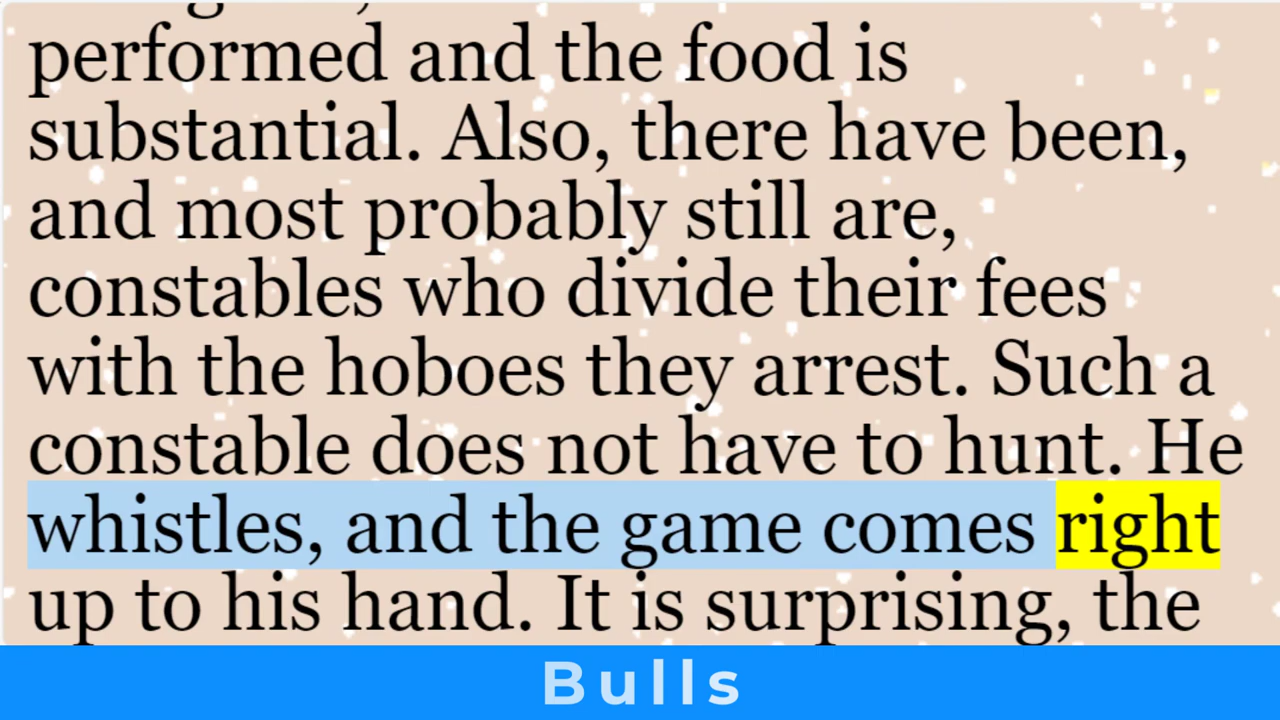 performed and the food is
substantial. Also, there have been,
and most probably still are,
constables who divide their fees
with the hoboes they arrest. Such a
constable does not have to hunt. He
whistles, and the game comes right
up to his hand. It is surprising, the
Bulls